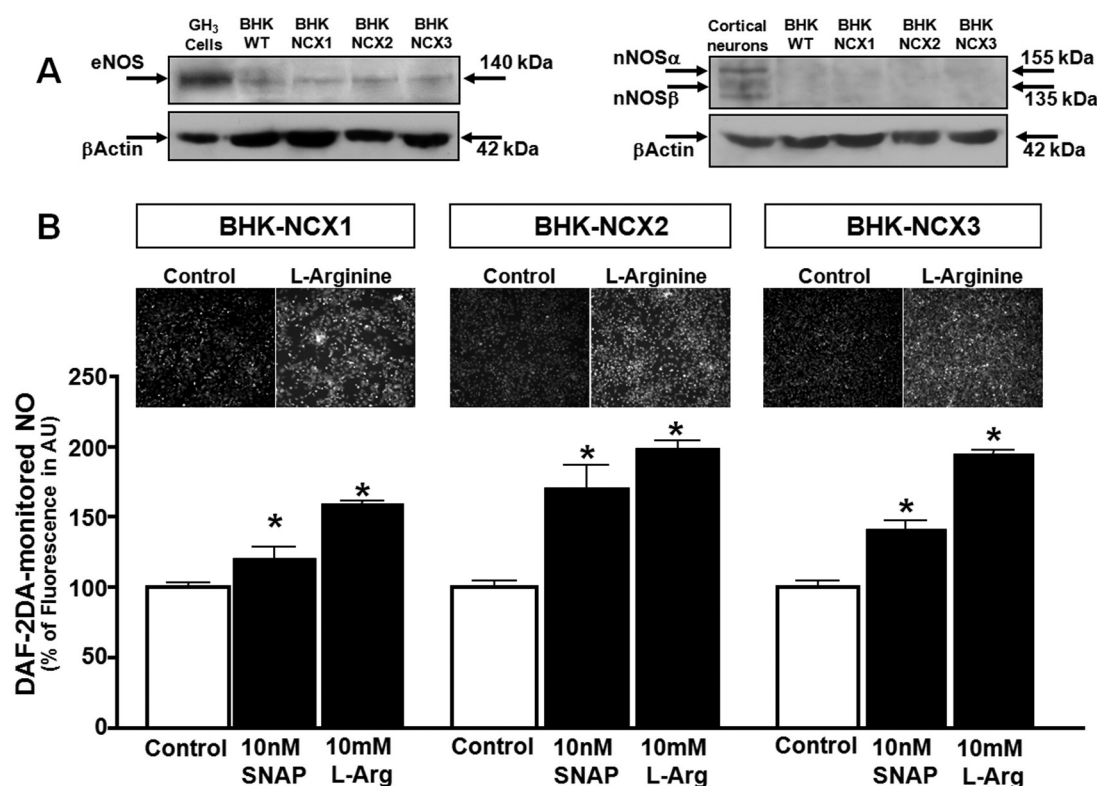 A
GH3 Cells
BHK WT
BHK NCX1
BHK NCX2
BHK NCX3
eNOS
140 kDa
βActin
42 kDa
Cortical neurons
BHK WT
BHK NCX1
BHK NCX2
BHK NCX3
nNOSα
155 kDa
nNOSβ
135 kDa
βActin
42 kDa
B
BHK-NCX1
BHK-NCX2
BHK-NCX3
Control
L-Arginine
Control
L-Arginine
Control
L-Arginine
DAF-2DA-monitored NO
(% of Fluorescence in AU)
250
200
150
100
50
0
*
*
*
*
*
*
Control
10nM SNAP
10mM L-Arg
Control
10nM SNAP
10mM L-Arg
Control
10nM SNAP
10mM L-Arg